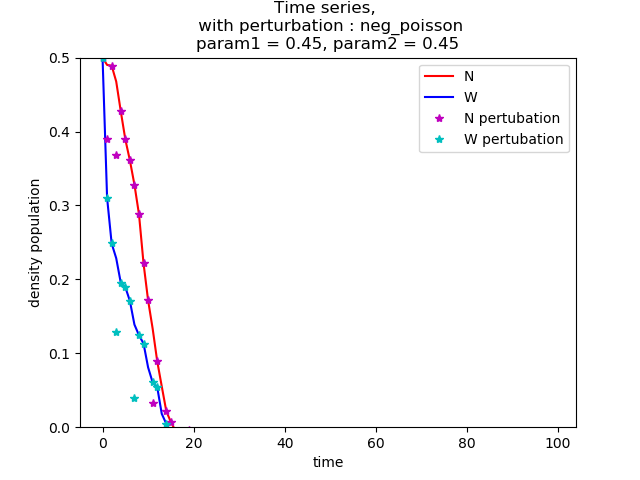 Time series,
with perturbation : neg_poisson
param1 = 0.45, param2 = 0.45
N
W
N pertubation
W pertubation
0.5
0.4
0.3
0.2
0.1
0.0
density population
0
20
40
60
80
100
time